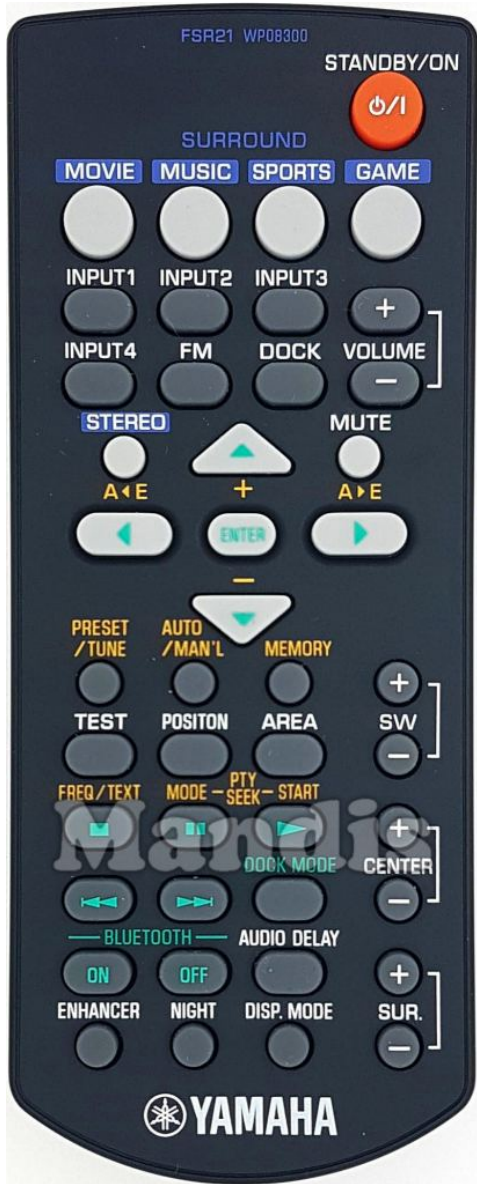 FSR21 WP08300
STANDBY/ON
⏻/I
SURROUND
MOVIE MUSIC SPORTS GAME
INPUT1 INPUT2 INPUT3
+
INPUT4 FM DOCK VOLUME
–
STEREO MUTE
A◀E + A▶E
ENTER
–
PRESET AUTO
/TUNE /MAN'L MEMORY
+
TEST POSITON AREA SW
–
FREQ/TEXT MODE – PTY SEEK – START
Mandis
+
DOCK MODE CENTER
–
BLUETOOTH AUDIO DELAY
ON OFF +
ENHANCER NIGHT DISP. MODE SUR.
–
YAMAHA